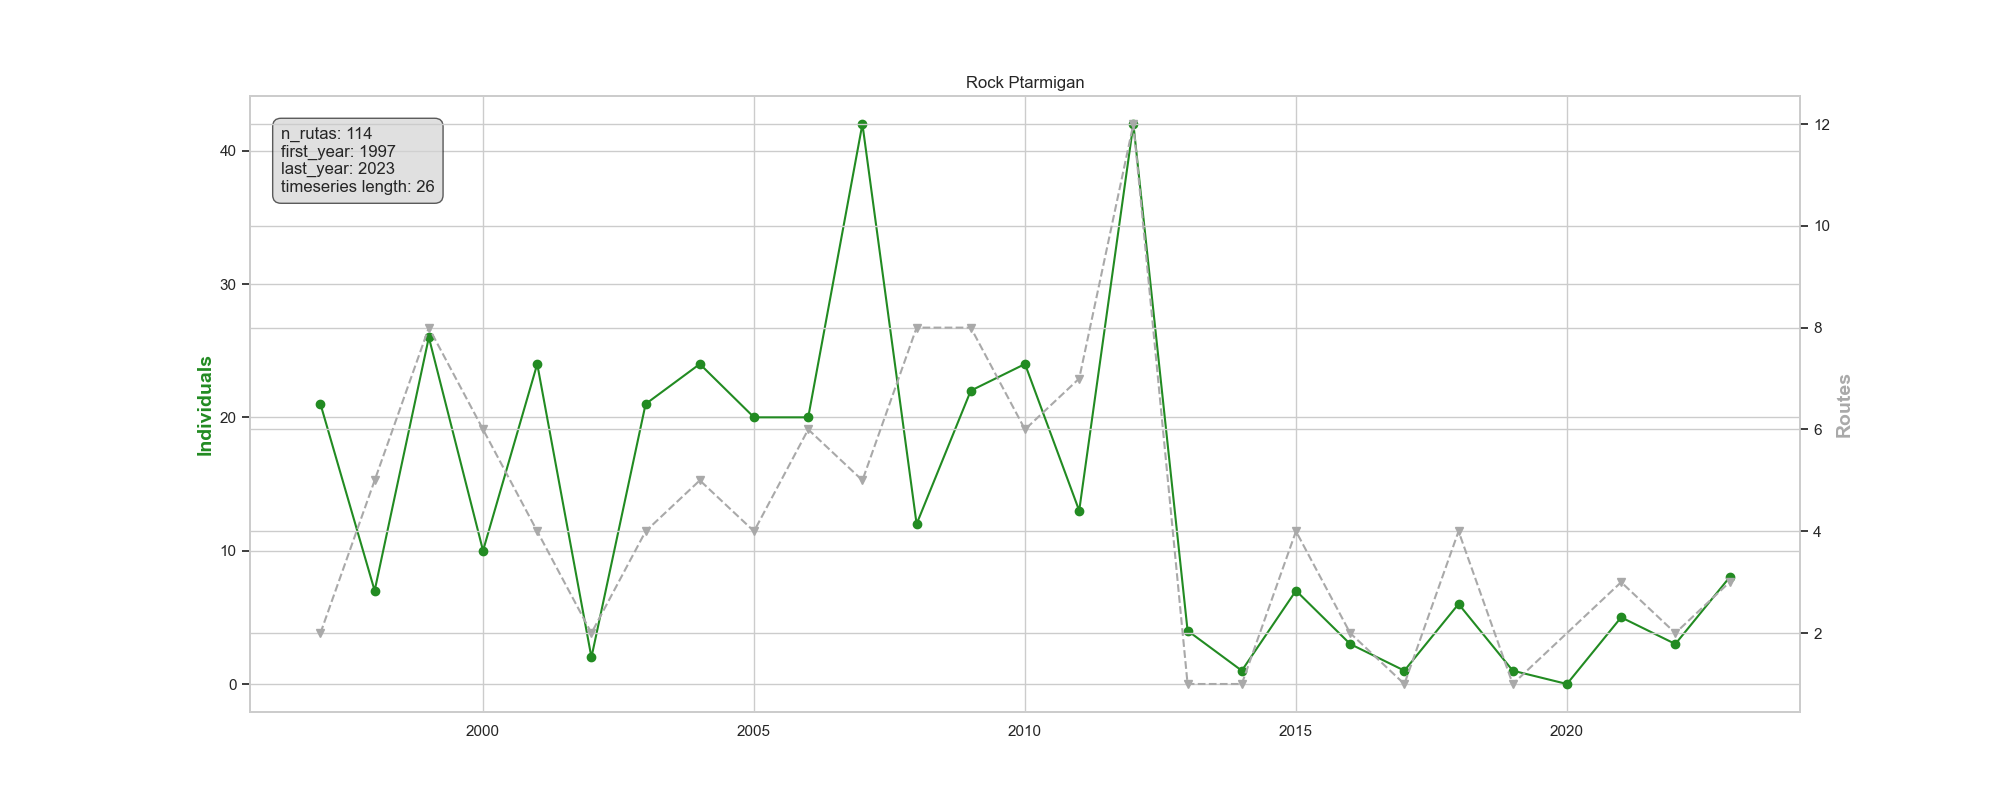 Rock Ptarmigan
n_rutas: 114
first_year: 1997
last_year: 2023
timeseries length: 26
40
30
20
10
0
Individuals
12
10
8
6
4
2
Routes
2000
2005
2010
2015
2020